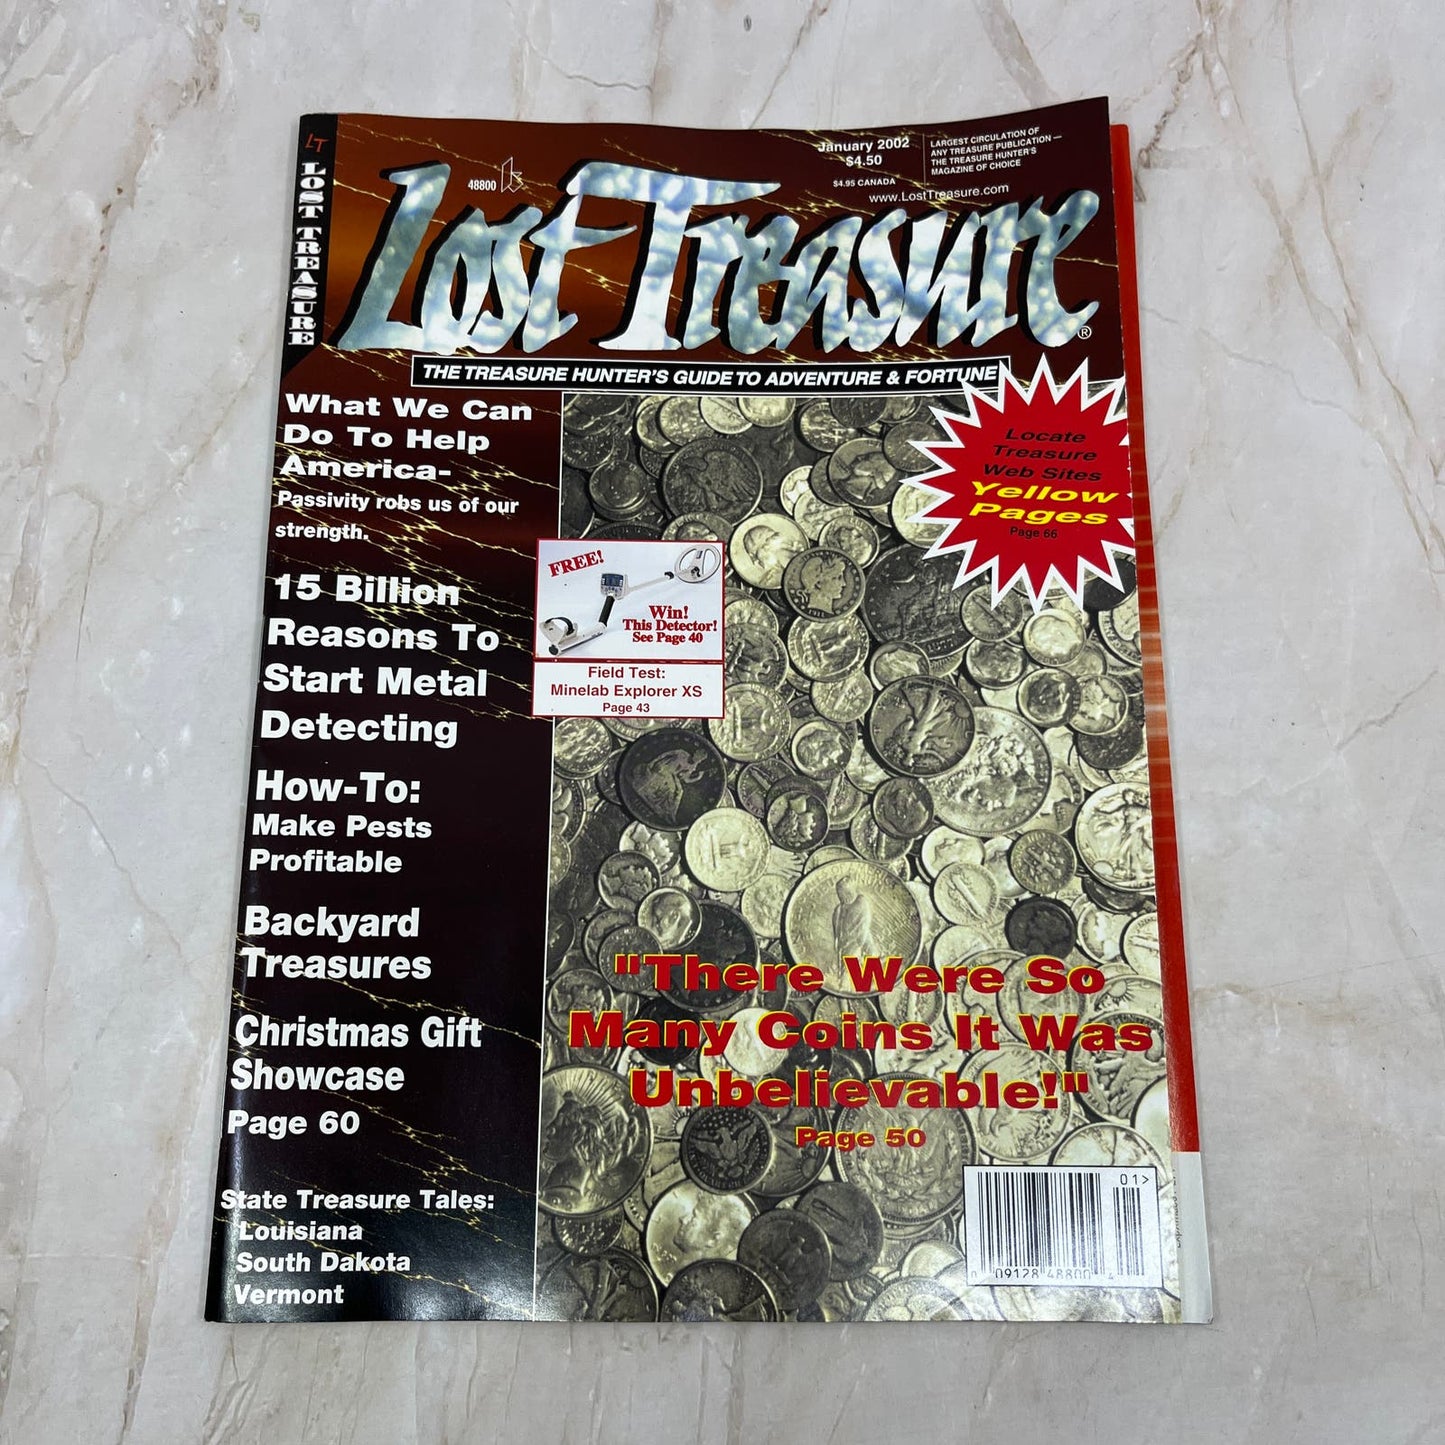 LT
LOST TREASURE
48800
January 2002
$4.50
$4.95 CANADA
LARGEST CIRCULATION OF
ANY TREASURE PUBLICATION —
THE TREASURE HUNTER'S
MAGAZINE OF CHOICE
www.LostTreasure.com
Lost Treasure®
THE TREASURE HUNTER'S GUIDE TO ADVENTURE & FORTUNE
What We Can
Do To Help
America-
Passivity robs us of our
strength.
15 Billion
Reasons To
Start Metal
Detecting
How-To:
Make Pests
Profitable
Backyard
Treasures
Christmas Gift
Showcase
Page 60
State Treasure Tales:
Louisiana
South Dakota
Vermont
FREE!
Win!
This Detector!
See Page 40
Field Test:
Minelab Explorer XS
Page 43
Locate
Treasure
Web Sites
Yellow
Pages
Page 66
"There Were So
Many Coins It Was
Unbelievable!"
Page 50
01>
0 09128 48800 4